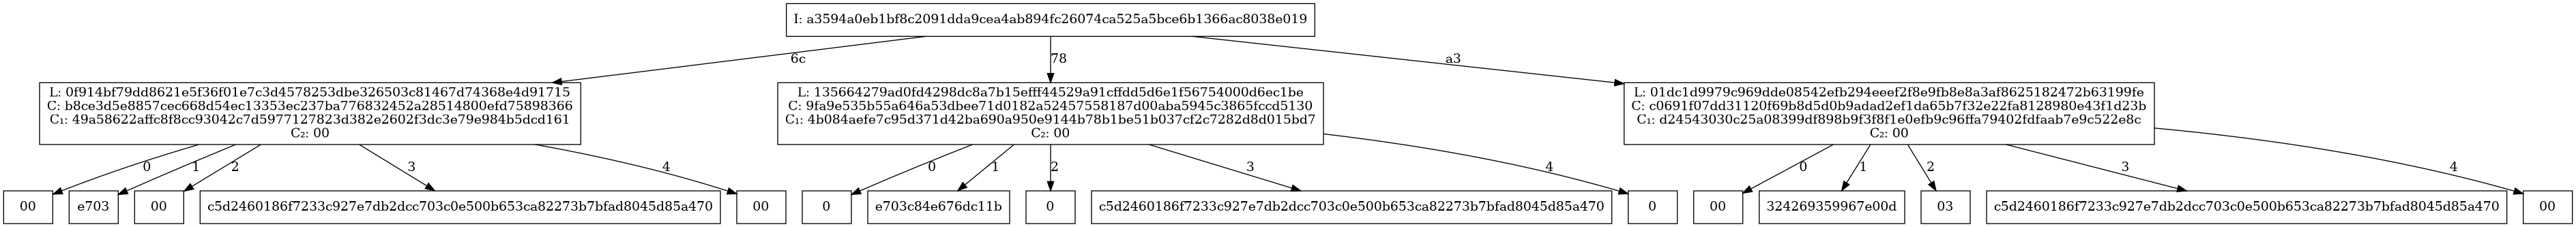 I: a3594a0eb1bf8c2091dda9cea4ab894fc26074ca525a5bce6b1366ac8038e019
6c
78
a3
L: 0f914bf79dd8621e5f36f01e7c3d4578253dbe326503c81467d74368e4d91715
C: b8ce3d5e8857cec668d54ec13353ec237ba776832452a28514800efd75898366
C₁: 49a58622affc8f8cc93042c7d5977127823d382e2602f3dc3e79e984b5dcd161
C₂: 00
L: 135664279ad0fd4298dc8a7b15efff44529a91cffdd5d6e1f56754000d6ec1be
C: 9fa9e535b55a646a53dbee71d0182a52457558187d00aba5945c3865fccd5130
C₁: 4b084aefe7c95d371d42ba690a950e9144b78b1be51b037cf2c7282d8d015bd7
C₂: 00
L: 01dc1d9979c969dde08542efb294eeef2f8e9fb8e8a3af8625182472b63199fe
C: c0691f07dd31120f69b8d5d0b9adad2ef1da65b7f32e22fa8128980e43f1d23b
C₁: d24543030c25a08399df898b9f3f8f1e0efb9c96ffa79402fdfaab7e9c522e8c
C₂: 00
0
1
2
3
4
0
1
2
3
4
0
1
2
3
4
00
e703
00
c5d2460186f7233c927e7db2dcc703c0e500b653ca82273b7bfad8045d85a470
00
0
e703c84e676dc11b
0
c5d2460186f7233c927e7db2dcc703c0e500b653ca82273b7bfad8045d85a470
0
00
324269359967e00d
03
c5d2460186f7233c927e7db2dcc703c0e500b653ca82273b7bfad8045d85a470
00